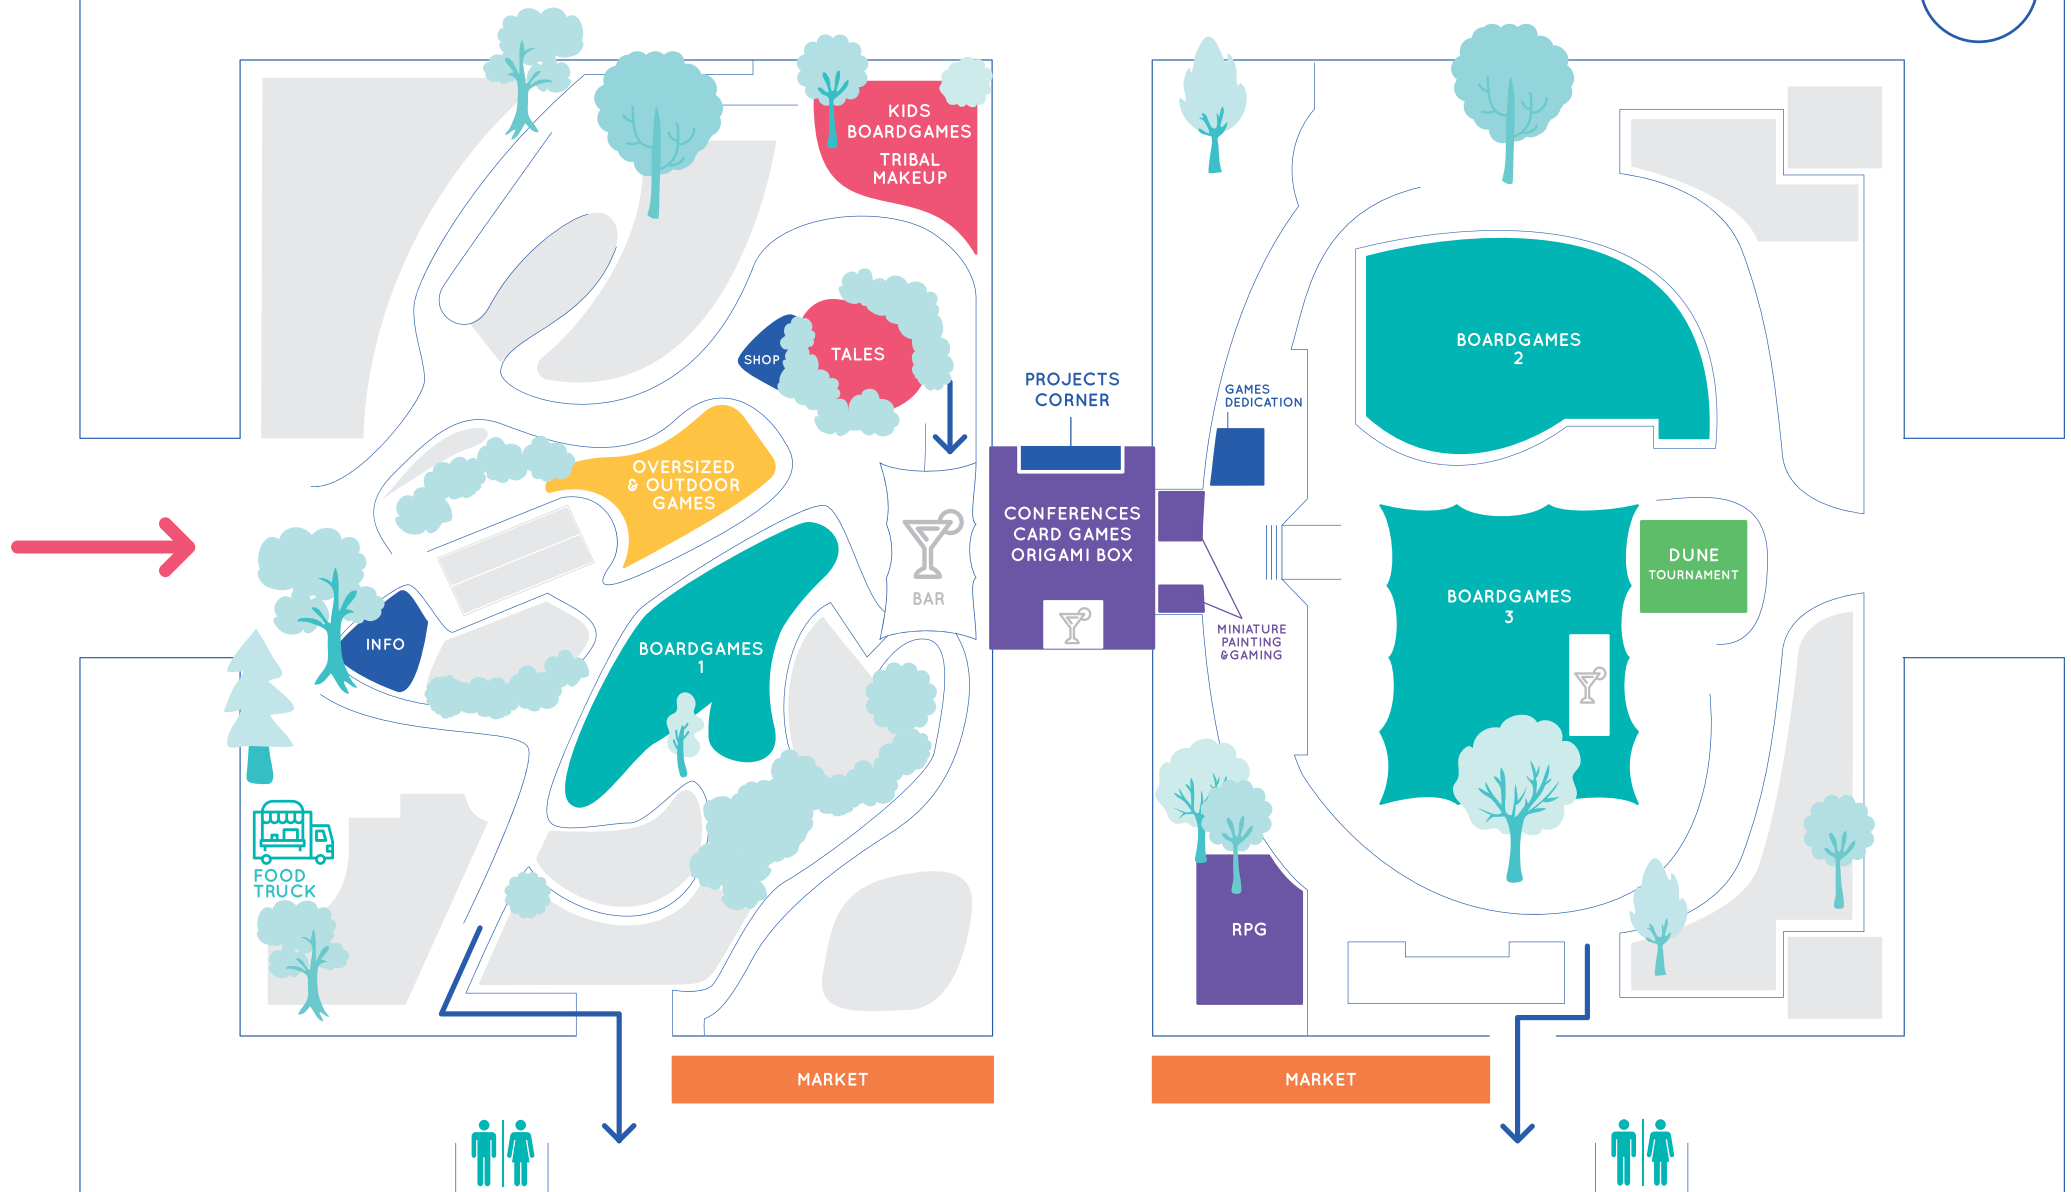 KIDS
BOARDGAMES
TRIBAL
MAKEUP
SHOP
TALES
OVERSIZED
& OUTDOOR
GAMES
PROJECTS
CORNER
GAMES
DEDICATION
BOARDGAMES
2
CONFERENCES
CARD GAMES
ORIGAMI BOX
BAR
INFO
BOARDGAMES
1
MINIATURE
PAINTING
&GAMING
BOARDGAMES
3
DUNE
TOURNAMENT
FOOD
TRUCK
RPG
MARKET
MARKET